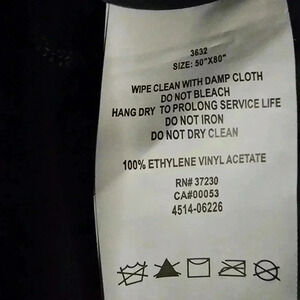 3632
SIZE: 50"X80"
WIPE CLEAN WITH DAMP CLOTH
DO NOT BLEACH
HANG DRY TO PROLONG SERVICE LIFE
DO NOT IRON
DO NOT DRY CLEAN
100% ETHYLENE VINYL ACETATE
RN# 37230
CA#00053
4514-06226